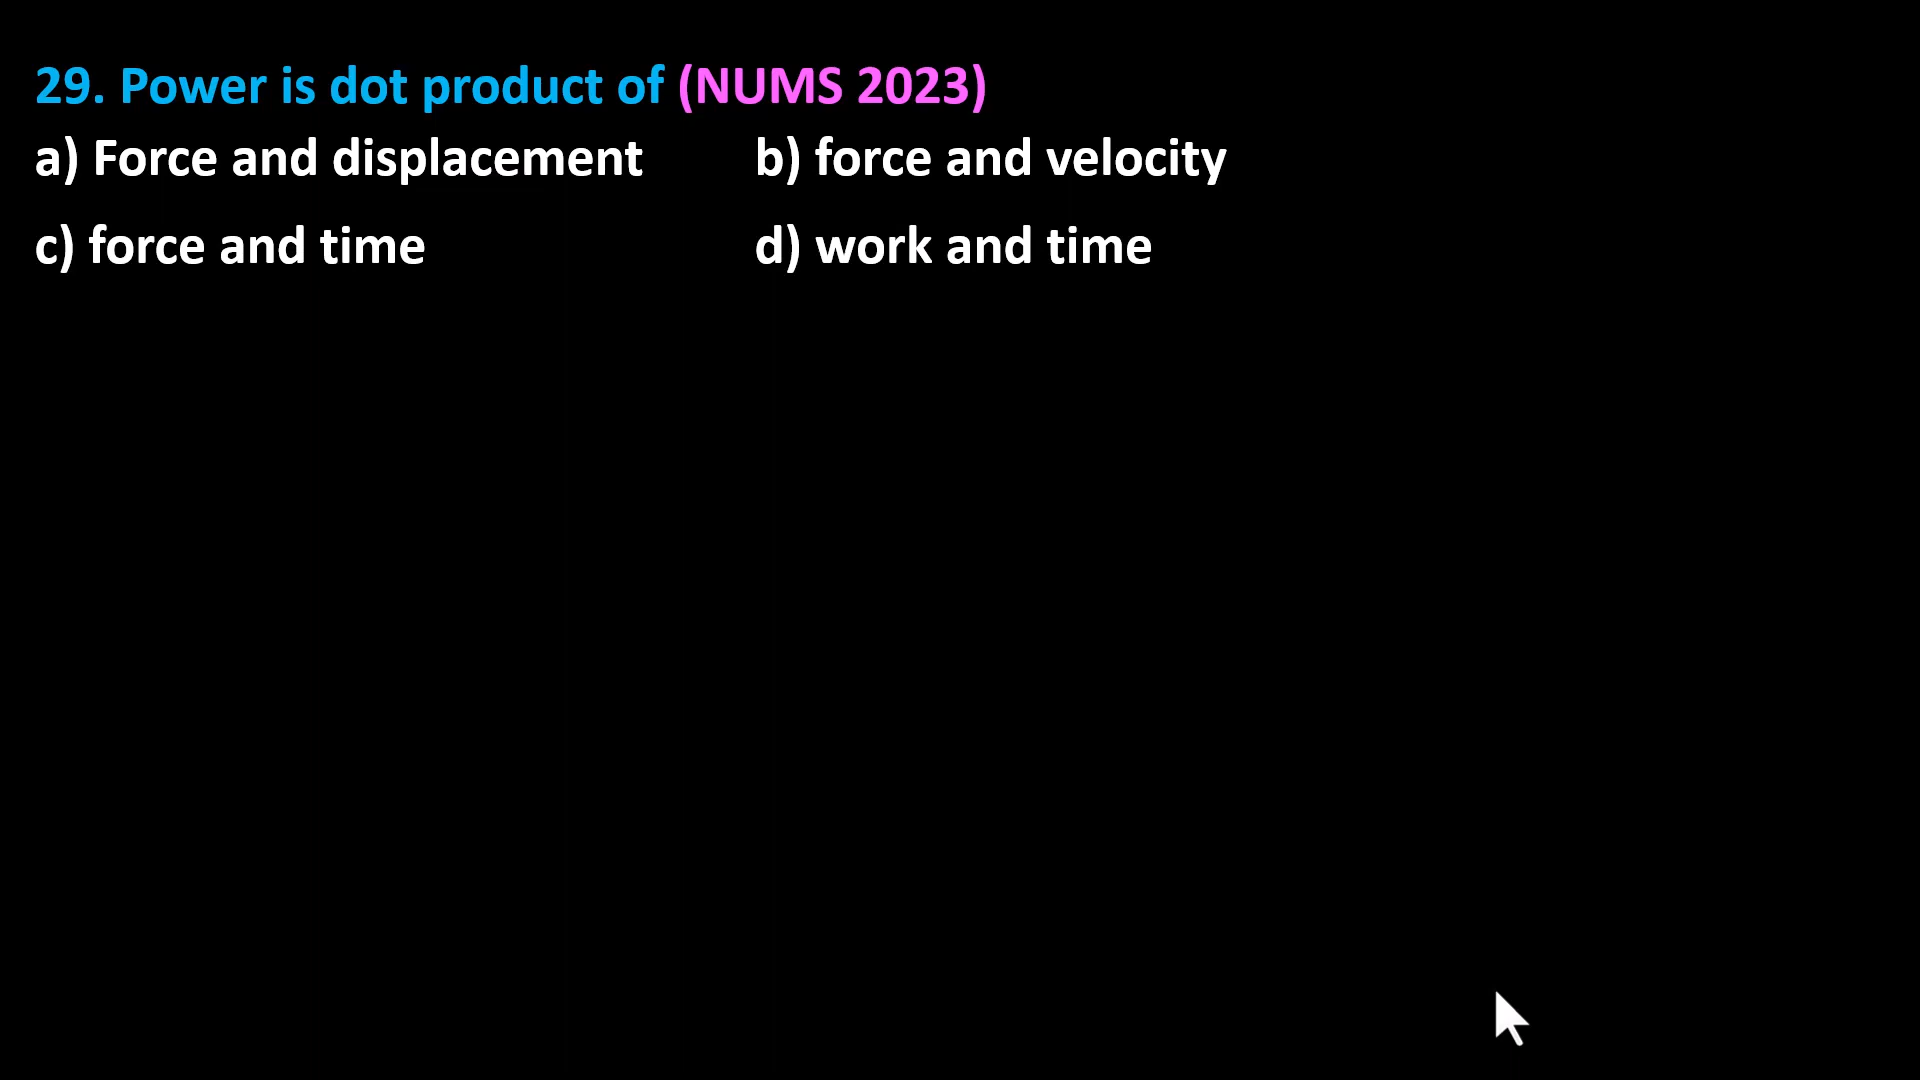 29. Power is dot product of (NUMS 2023)
a) Force and displacement b) force and velocity
c) force and time d) work and time